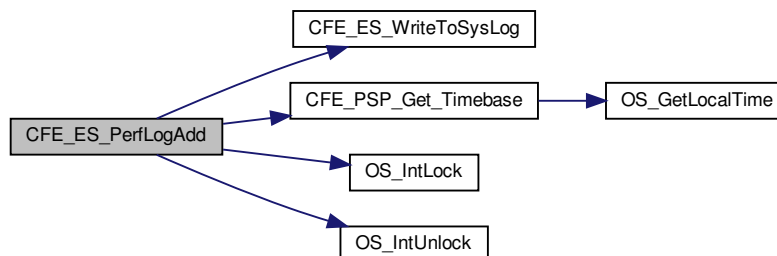 CFE_ES_WriteToSysLog
CFE_PSP_Get_Timebase
OS_GetLocalTime
CFE_ES_PerfLogAdd
OS_IntLock
OS_IntUnlock